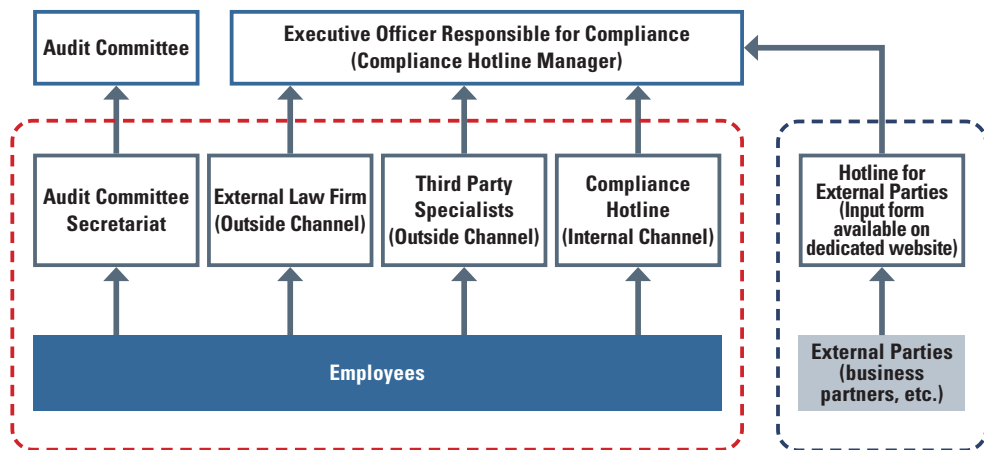 Audit Committee
Executive Officer Responsible for Compliance
(Compliance Hotline Manager)
Audit Committee
Secretariat
External Law Firm
(Outside Channel)
Third Party
Specialists
(Outside Channel)
Compliance
Hotline
(Internal Channel)
Hotline for
External Parties
(Input form
available on
dedicated website)
Employees
External Parties
(business
partners, etc.)